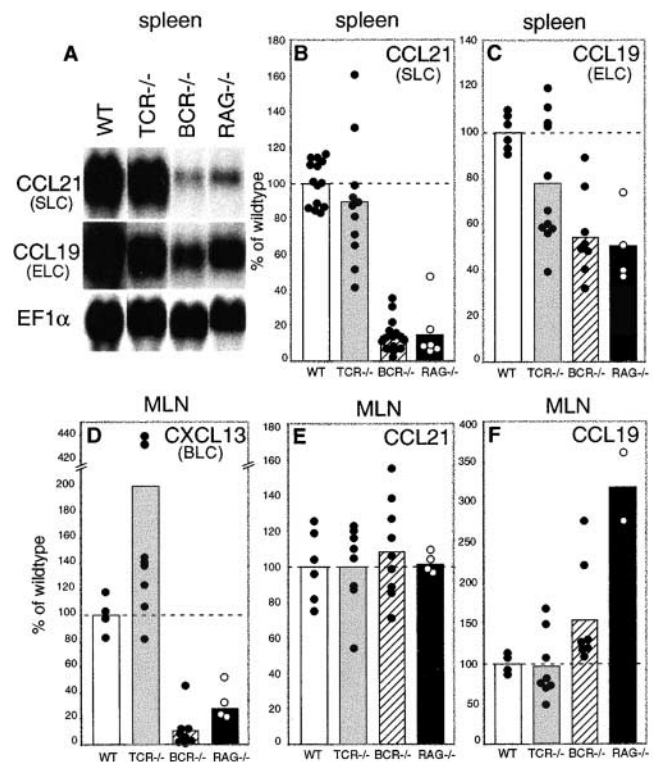 spleen
A
WT
TCR-/-
BCR-/-
RAG-/-
CCL21
(SLC)
CCL19
(ELC)
EF1α
spleen
B
CCL21
(SLC)
% of wildtype
180
160
140
120
100
80
60
40
20
0
WT TCR-/- BCR-/- RAG-/-
spleen
C
CCL19
(ELC)
140
120
100
80
60
40
20
0
WT TCR-/- BCR-/- RAG-/-
MLN
D
CXCL13
(BLC)
% of wildtype
440
420
200
180
160
140
120
100
80
60
40
20
0
WT TCR-/- BCR-/- RAG-/-
MLN
E
CCL21
180
160
140
120
100
80
60
40
20
0
WT TCR-/- BCR-/- RAG-/-
MLN
F
CCL19
400
350
300
250
200
150
100
50
0
WT TCR-/- BCR-/- RAG-/-